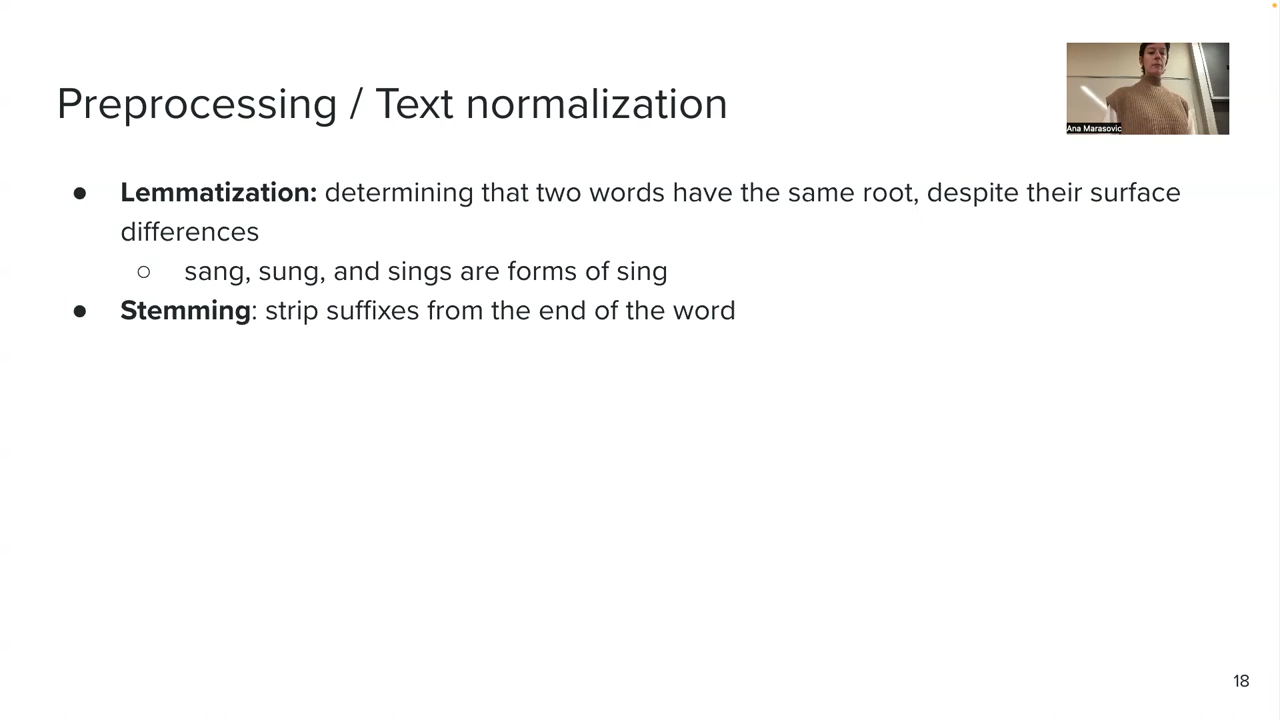 Preprocessing / Text normalization
Ana Marasovic
● Lemmatization: determining that two words have the same root, despite their surface
differences
○ sang, sung, and sings are forms of sing
● Stemming: strip suffixes from the end of the word
18